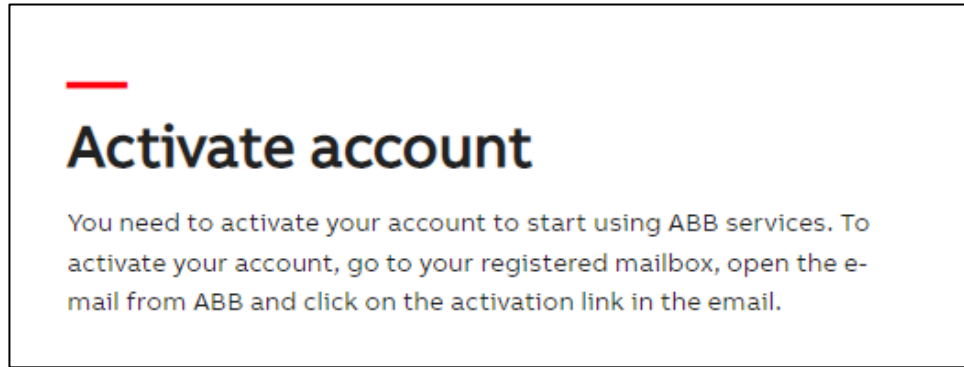 Activate account
You need to activate your account to start using ABB services. To
activate your account, go to your registered mailbox, open the e-
mail from ABB and click on the activation link in the email.